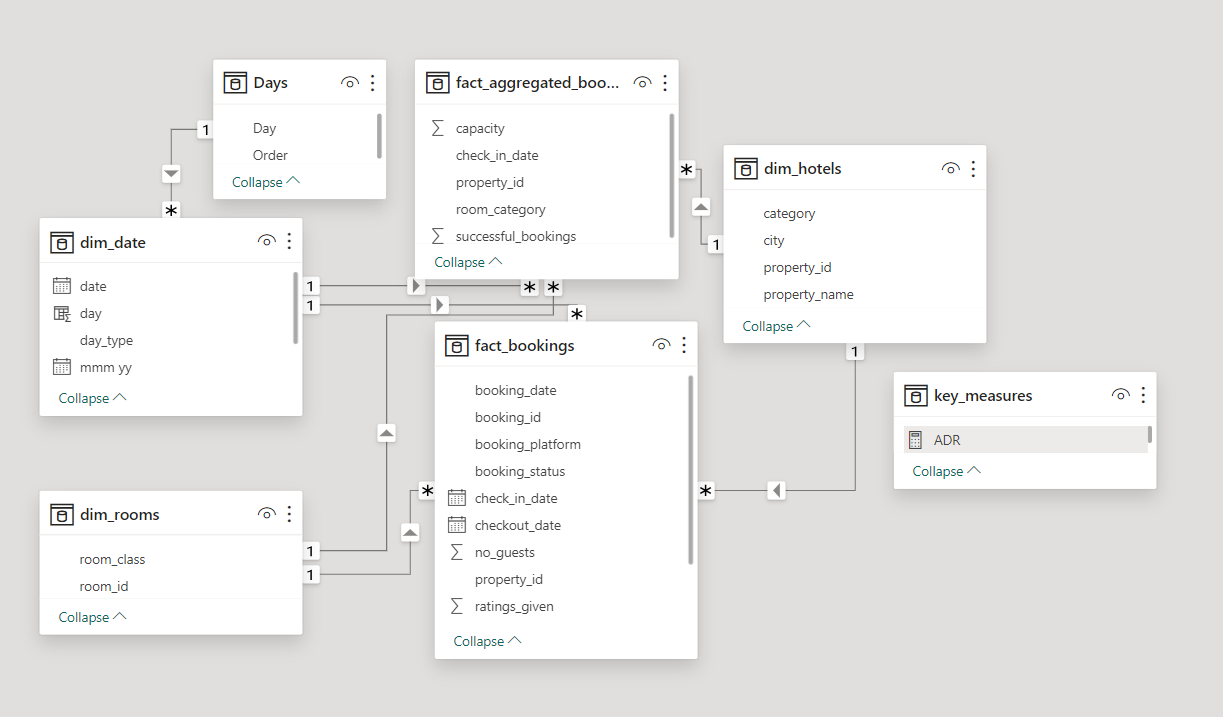 Days
Day
Order
Collapse
1
*
fact_aggregated_boo...
capacity
check_in_date
property_id
room_category
successful_bookings
Collapse
*
1
dim_hotels
category
city
property_id
property_name
Collapse
1
dim_date
date
day
day_type
mmm yy
Collapse
1
1
*
*
*
fact_bookings
booking_date
booking_id
booking_platform
booking_status
check_in_date
checkout_date
no_guests
property_id
ratings_given
Collapse
*
*
key_measures
ADR
Collapse
dim_rooms
room_class
room_id
Collapse
1
1